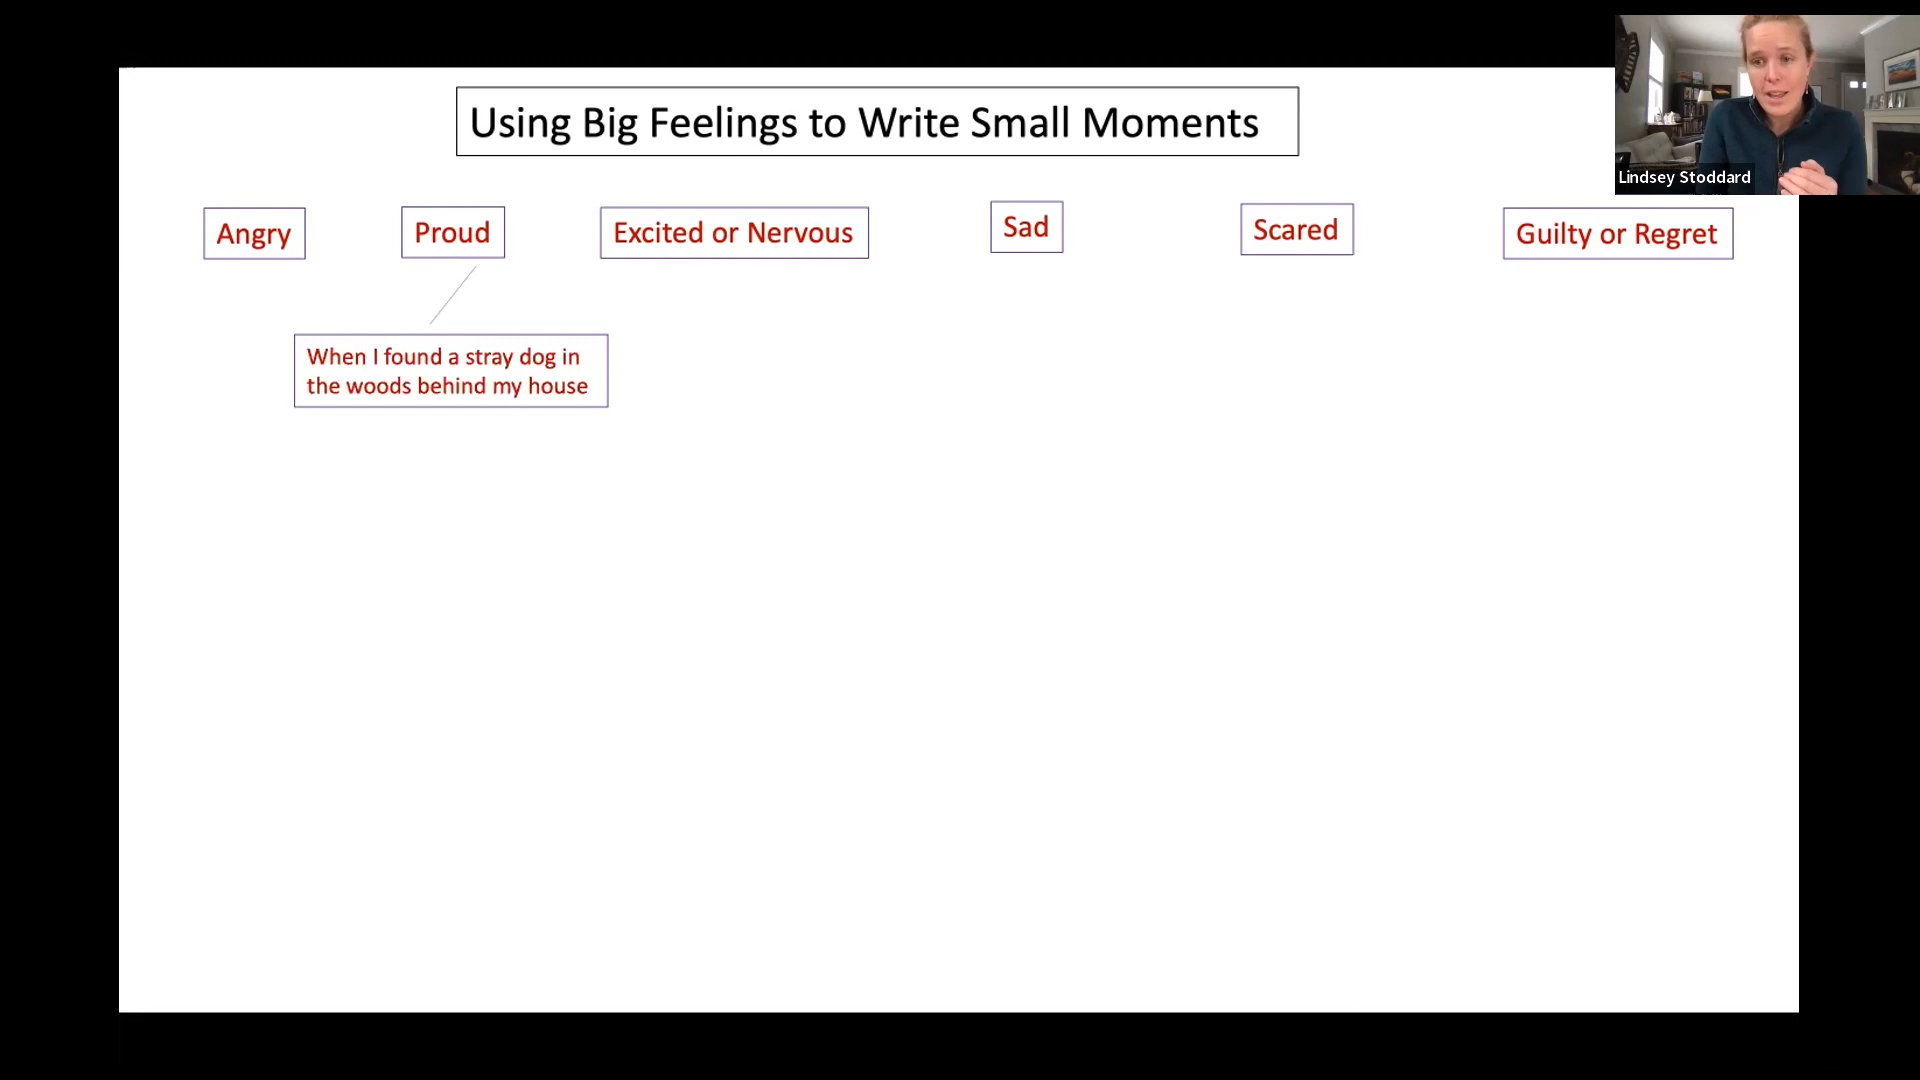 Using Big Feelings to Write Small Moments
Lindsey Stoddard
Angry
Proud
Excited or Nervous
Sad
Scared
Guilty or Regret
When I found a stray dog in
the woods behind my house